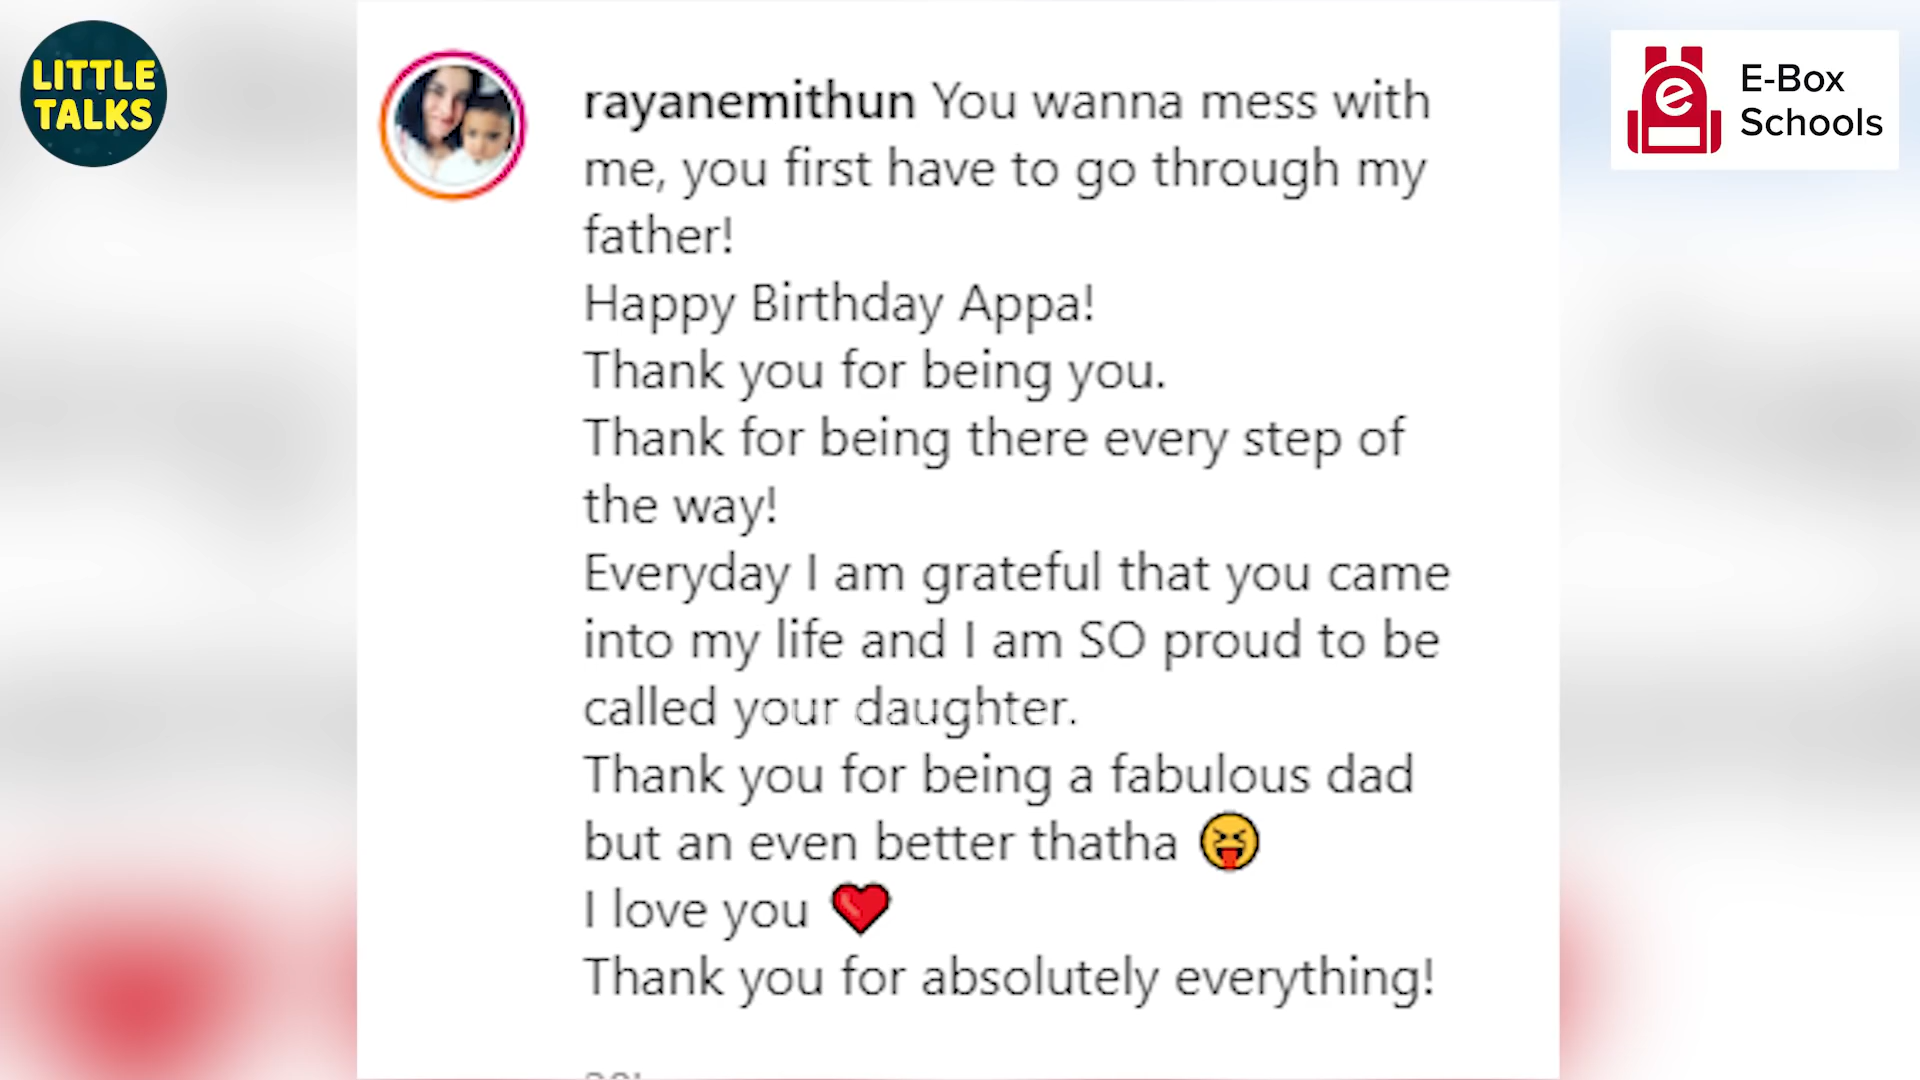 LITTLE
TALKS
E-Box
Schools
rayanemithun You wanna mess with
me, you first have to go through my
father!
Happy Birthday Appa!
Thank you for being you.
Thank for being there every step of
the way!
Everyday I am grateful that you came
into my life and I am SO proud to be
called your daughter.
Thank you for being a fabulous dad
but an even better thatha 😝
I love you ❤️
Thank you for absolutely everything!